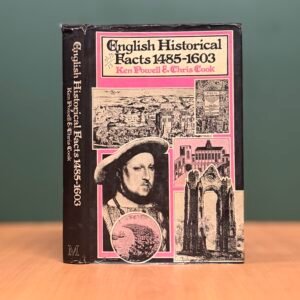 English Historical
Facts 1485-1603
Ken Powell & Chris Cook
English Historical Facts 1485-1603
Ken Powell & Chris Cook
M